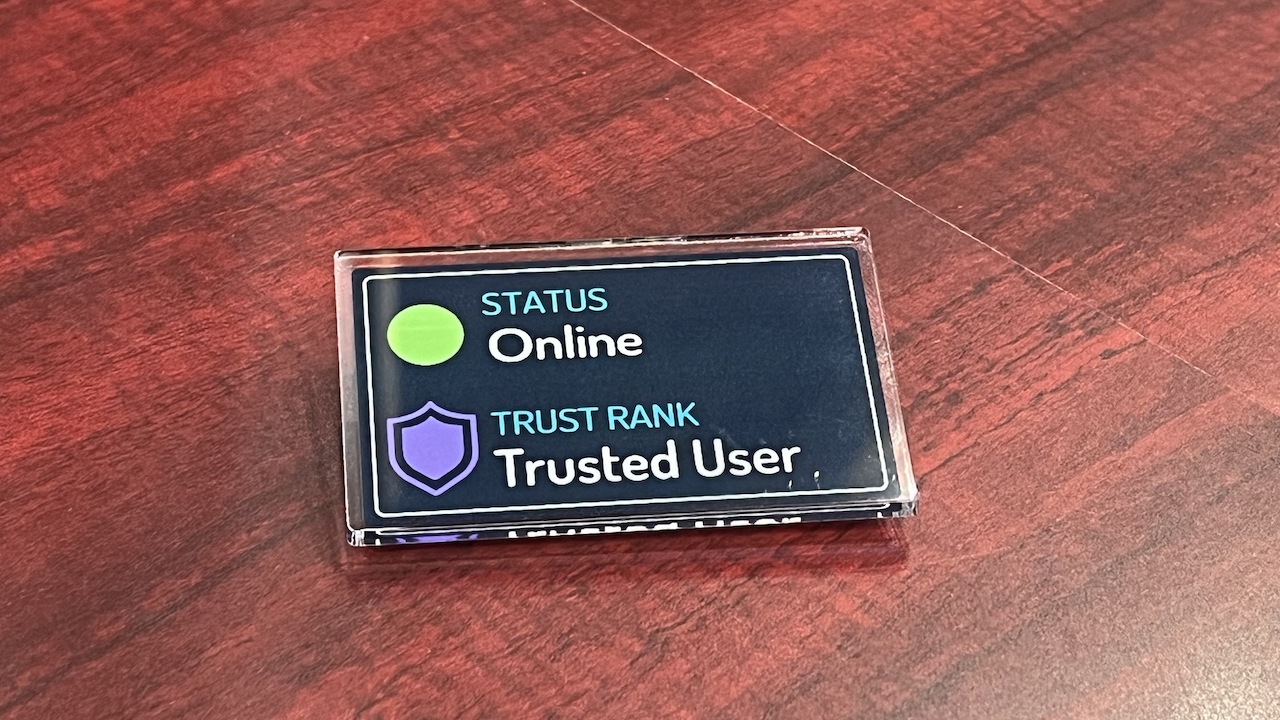 STATUS
Online
TRUST RANK
Trusted User